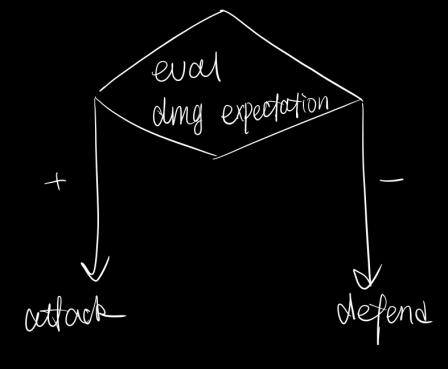 eval
dmg expectation
+
-
attack
defend